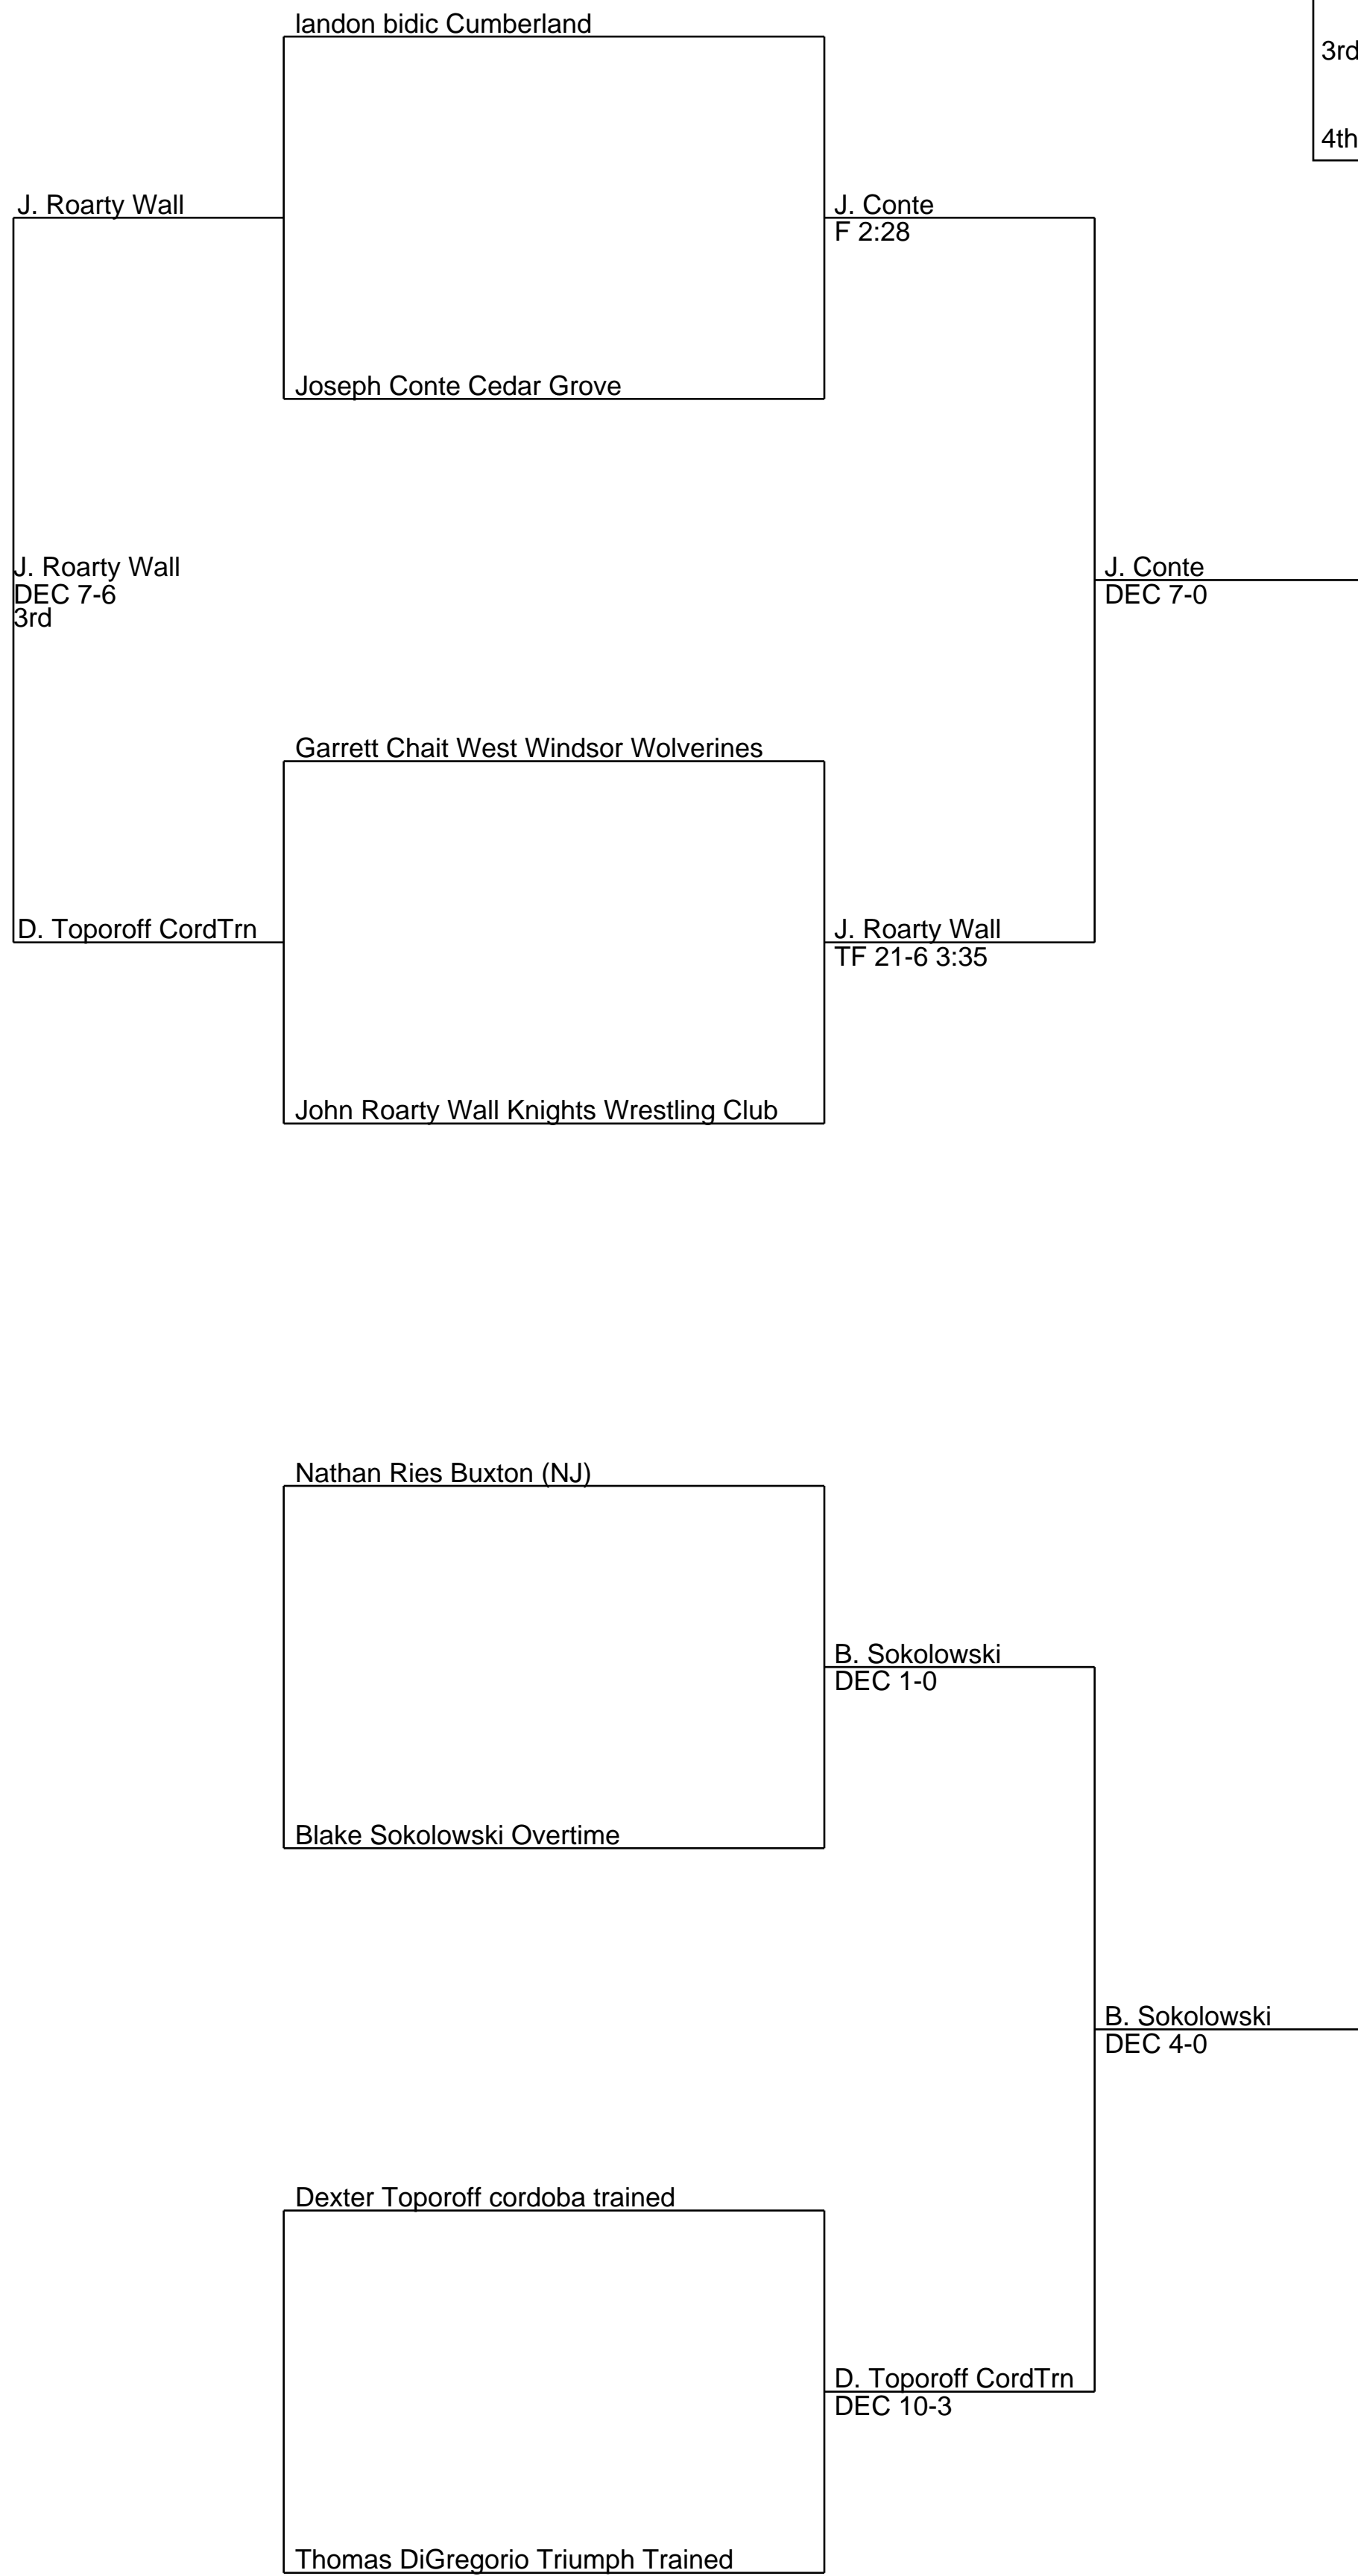 landon bidic Cumberland
3rd
4th
J. Roarty Wall
J. Conte
F 2:28
Joseph Conte Cedar Grove
J. Roarty Wall
DEC 7-6
3rd
J. Conte
DEC 7-0
Garrett Chait West Windsor Wolverines
D. Toporoff CordTrn
J. Roarty Wall
TF 21-6 3:35
John Roarty Wall Knights Wrestling Club
Nathan Ries Buxton (NJ)
B. Sokolowski
DEC 1-0
Blake Sokolowski Overtime
B. Sokolowski
DEC 4-0
Dexter Toporoff cordoba trained
D. Toporoff CordTrn
DEC 10-3
Thomas DiGregorio Triumph Trained